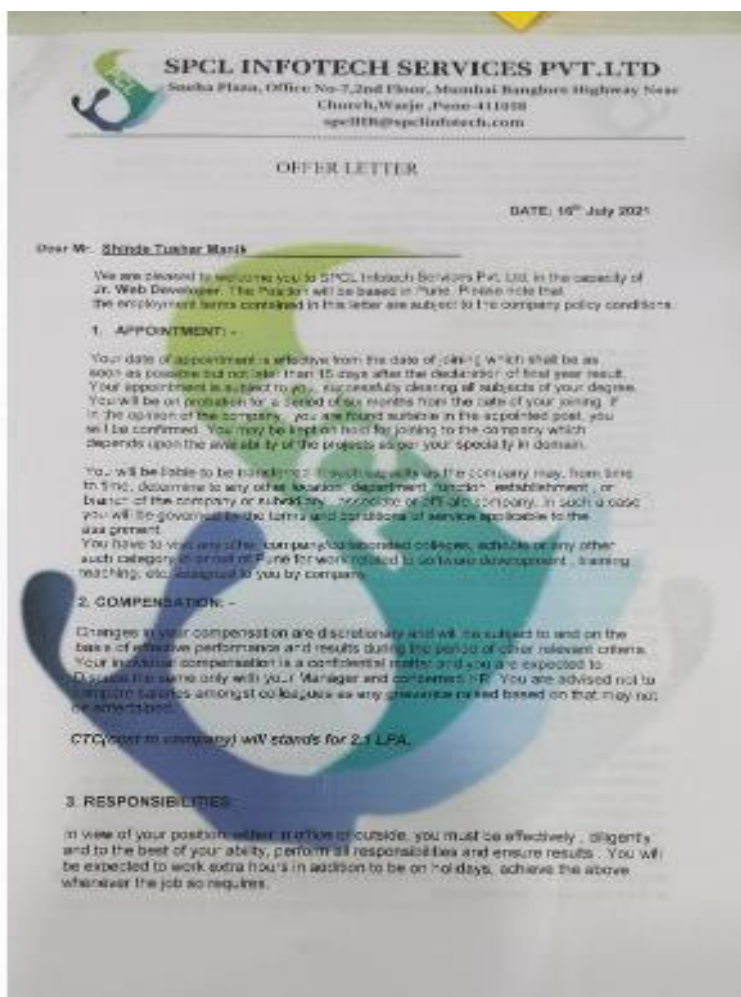 SPCL
SPCL INFOTECH SERVICES PVT.LTD
Sneha Plaza, Office No-7,2nd Floor, Mumbai Banglore Highway Near
Church,Warje ,Pune-411058
spclHR@spclinfotech.com
OFFER LETTER
DATE: 16th July 2021
Dear Mr. Shinde Tushar Manik
We are pleased to welcome you to SPCL Infotech Services Pvt. Ltd. in the capacity of
Jr. Web Developer. The Position will be based in Pune. Please note that
the employment terms contained in this letter are subject to the company policy conditions.
1. APPOINTMENT: -
Your date of appointment is effective from the date of joining which shall be as
soon as possible but not later than 15 days after the declaration of final year result.
Your appointment is subject to you successfully clearing all subjects of your degree.
You will be on probation for a period of six months from the date of your joining. If
in the opinion of the company , you are found suitable in the appointed post, you
will be confirmed. You may be kept on hold for joining to the company which
depends upon the availability of the projects as per your specialty in domain.
You will be liable to be transferred in such capacity as the company may, from time
to time, determine to any other location, department, function, establishment , or
branch of the company or subsidiary, associate or affiliate company. In such a case
you will be governed by the terms and conditions of service applicable to the
assignment
You have to visit any other company/collaborated colleges, schools or any other
such category in or out of Pune for work related to software development , training
teaching, etc. assigned to you by company
2. COMPENSATION: -
Changes in your compensation are discretionary and will be subject to and on the
basis of effective performance and results during the period of other relevant criteria.
Your individual compensation is a confidential matter and you are expected to
Discuss the same only with your Manager and concerned HR. You are advised not to
compare salaries amongst colleagues as any grievance raised based on that may not
be entertained.
CTC(cost to company) will stands for 2.1 LPA.
3. RESPONSIBILITIES:
In view of your position, either in office or outside, you must be effectively , diligently
and to the best of your ability, perform all responsibilities and ensure results . You will
be expected to work extra hours in addition to be on holidays, achieve the above
whenever the job so requires.